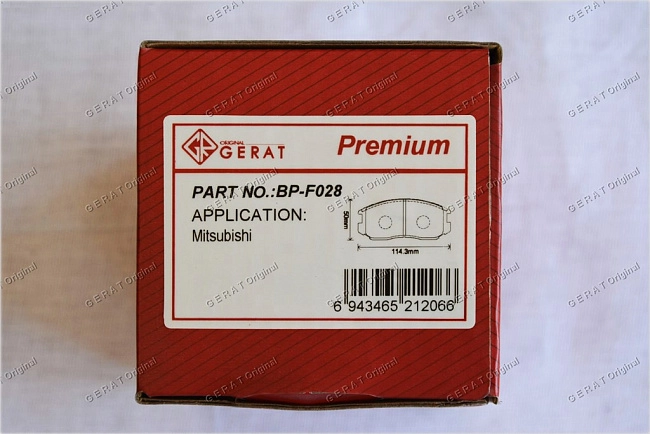 ORIGINAL
GERAT
Premium
PART NO.:BP-F028
APPLICATION:
Mitsubishi
50mm
114.3mm
6 943465 212066
GERAT Original